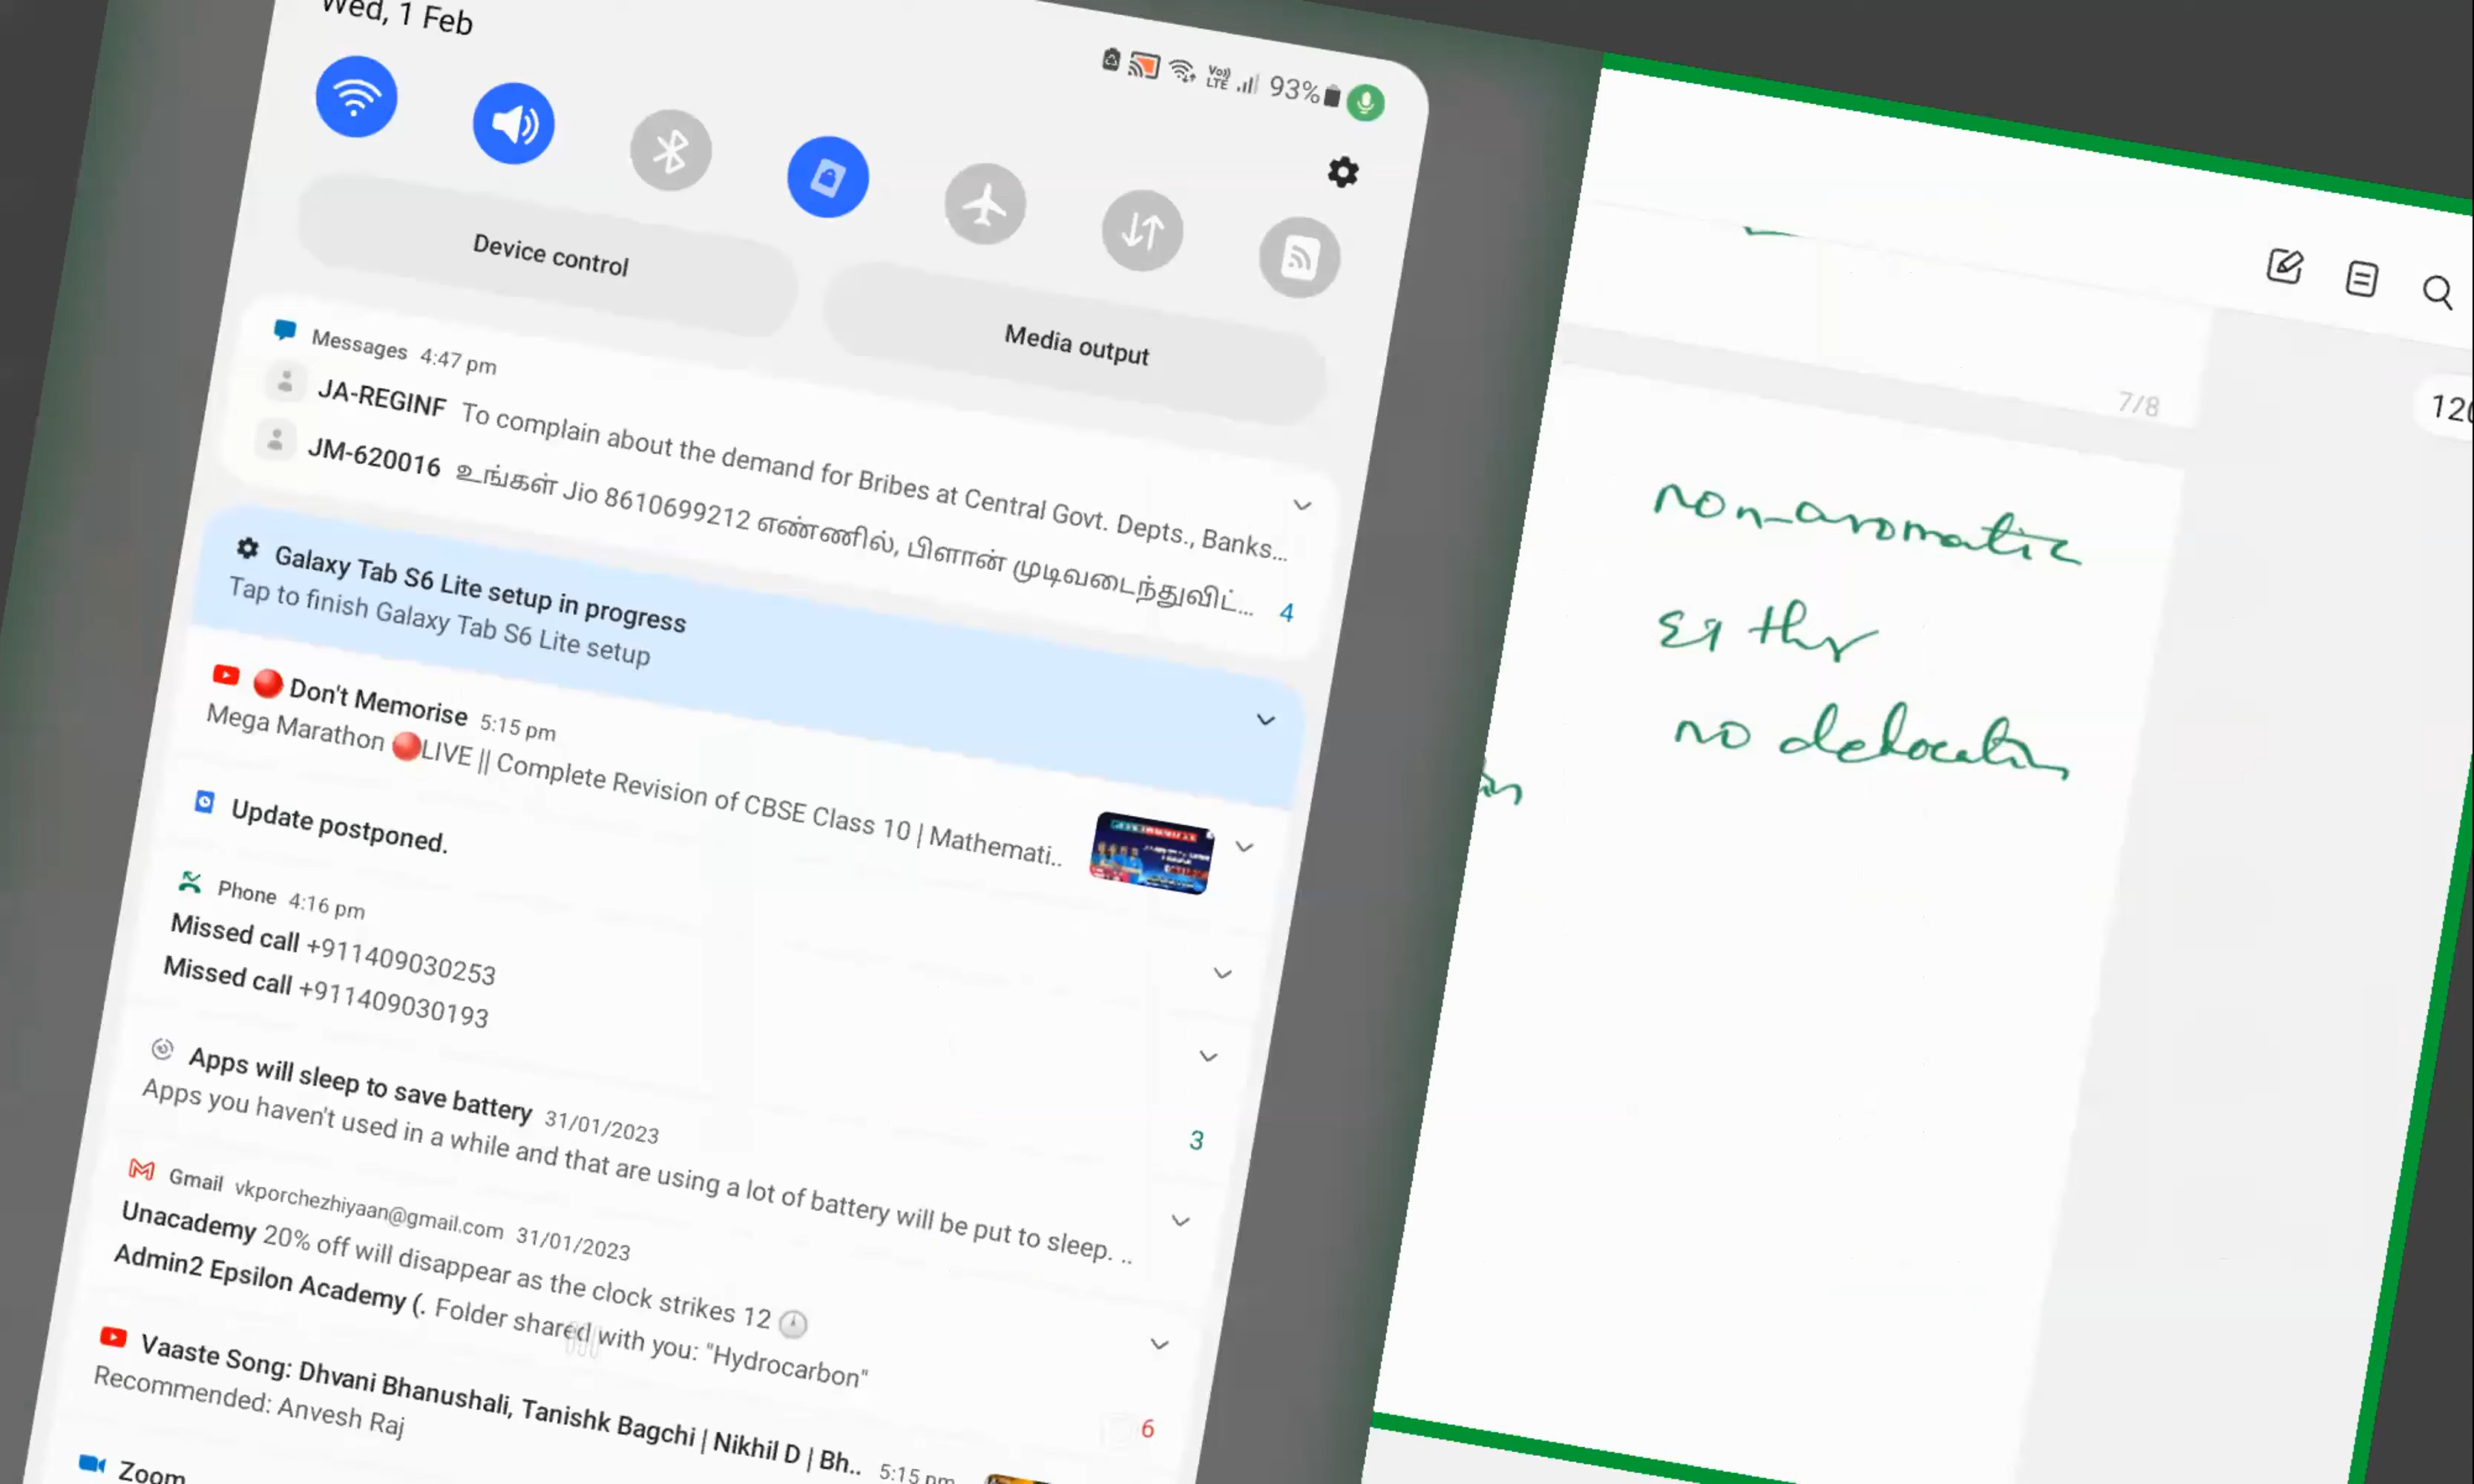 Wed, 1 Feb
Vo)) LTE 93%
Device control
Media output
Messages 4:47 pm
JA-REGINF To complain about the demand for Bribes at Central Govt. Depts., Banks...
JM-620016 உங்கள் Jio 8610699212 எண்ணில், பிளான் முடிவடைந்துவிட்... 4
Galaxy Tab S6 Lite setup in progress
Tap to finish Galaxy Tab S6 Lite setup
Don't Memorise 5:15 pm
Mega Marathon 🔴LIVE || Complete Revision of CBSE Class 10 | Mathemati..
Update postponed.
Phone 4:16 pm
Missed call +911409030253
Missed call +911409030193
3
Apps will sleep to save battery 31/01/2023
Apps you haven't used in a while and that are using a lot of battery will be put to sleep. ..
Gmail vkporchezhiyaan@gmail.com 31/01/2023
Unacademy 20% off will disappear as the clock strikes 12
Admin2 Epsilon Academy (. Folder shared with you: "Hydrocarbon"
6
Vaaste Song: Dhvani Bhanushali, Tanishk Bagchi | Nikhil D | Bh.. 5:15 pm
Recommended: Anvesh Raj
Zoom
7/8
120
non-aromatic
no